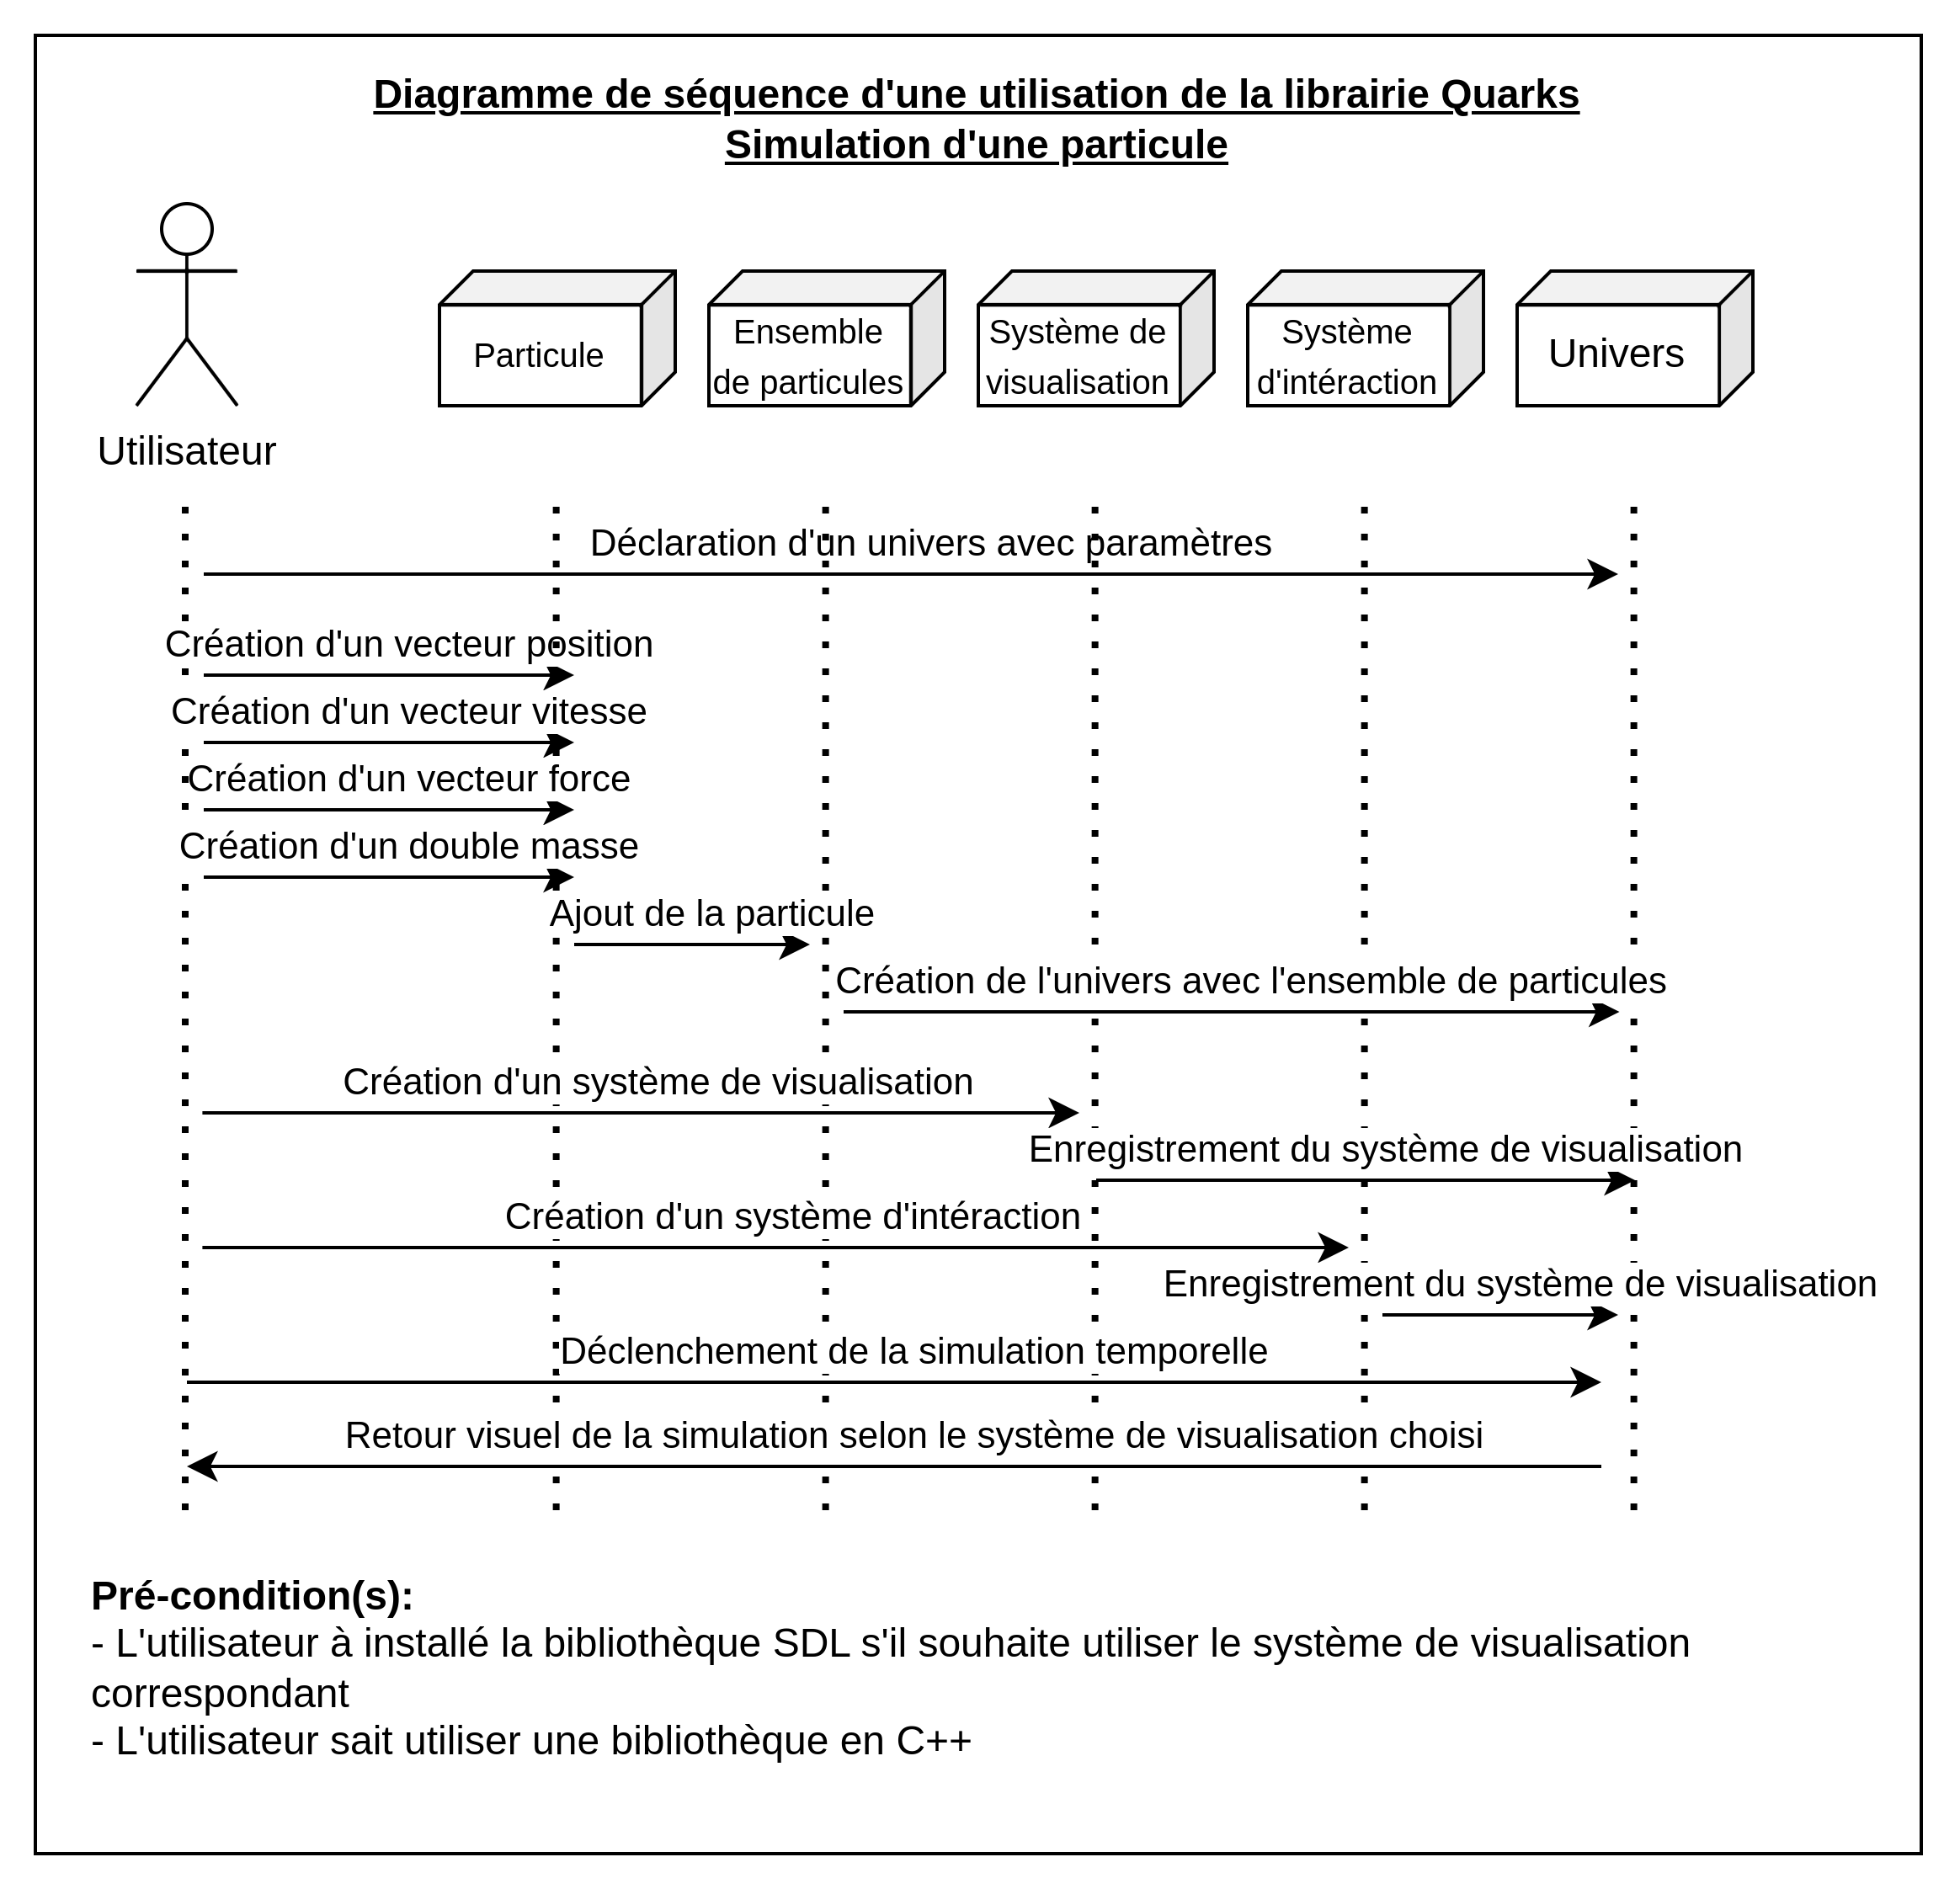 Diagramme de séquence d'une utilisation de la librairie Quarks
Simulation d'une particule
Utilisateur
Particule
Ensemble
de particules
Système de
visualisation
Système
d'intéraction
Univers
Déclaration d'un univers avec paramètres
Création d'un vecteur position
Création d'un vecteur vitesse
Création d'un vecteur force
Création d'un double masse
Ajout de la particule
Création de l'univers avec l'ensemble de particules
Création d'un système de visualisation
Enregistrement du système de visualisation
Création d'un système d'intéraction
Enregistrement du système de visualisation
Déclenchement de la simulation temporelle
Retour visuel de la simulation selon le système de visualisation choisi
Pré-condition(s):
- L'utilisateur à installé la bibliothèque SDL s'il souhaite utiliser le système de visualisation
correspondant
- L'utilisateur sait utiliser une bibliothèque en C++